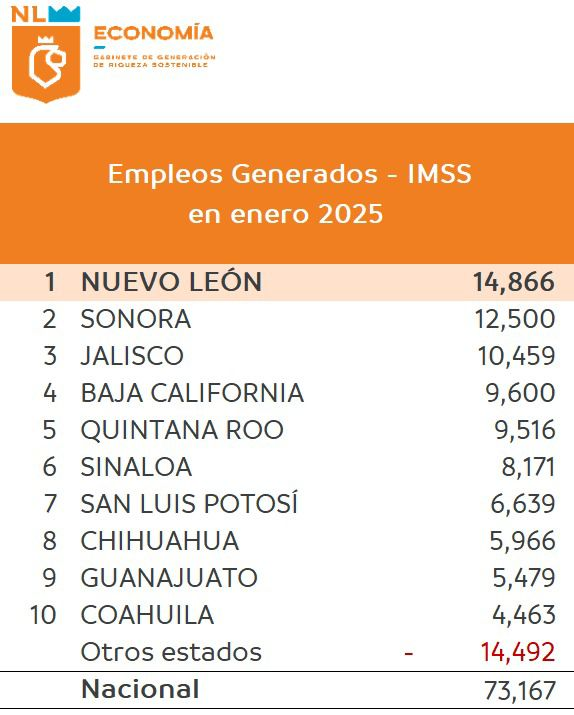 NL
ECONOMÍA
GABINETE DE GENERACIÓN
DE RIQUEZA SOSTENIBLE
Empleos Generados - IMSS
en enero 2025
1 NUEVO LEÓN 14,866
2 SONORA 12,500
3 JALISCO 10,459
4 BAJA CALIFORNIA 9,600
5 QUINTANA ROO 9,516
6 SINALOA 8,171
7 SAN LUIS POTOSÍ 6,639
8 CHIHUAHUA 5,966
9 GUANAJUATO 5,479
10 COAHUILA 4,463
Otros estados - 14,492
Nacional 73,167